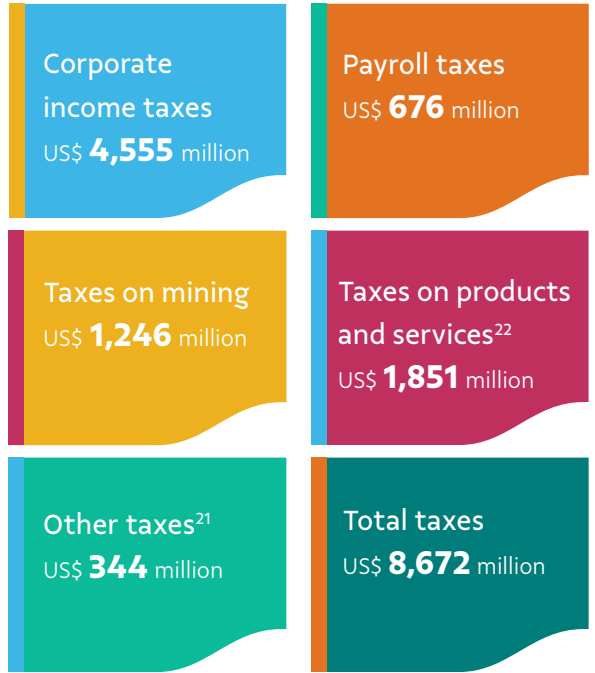 Corporate
income taxes
US$ 4,555 million
Payroll taxes
US$ 676 million
Taxes on mining
US$ 1,246 million
Taxes on products
and services²²
US$ 1,851 million
Other taxes²¹
US$ 344 million
Total taxes
US$ 8,672 million